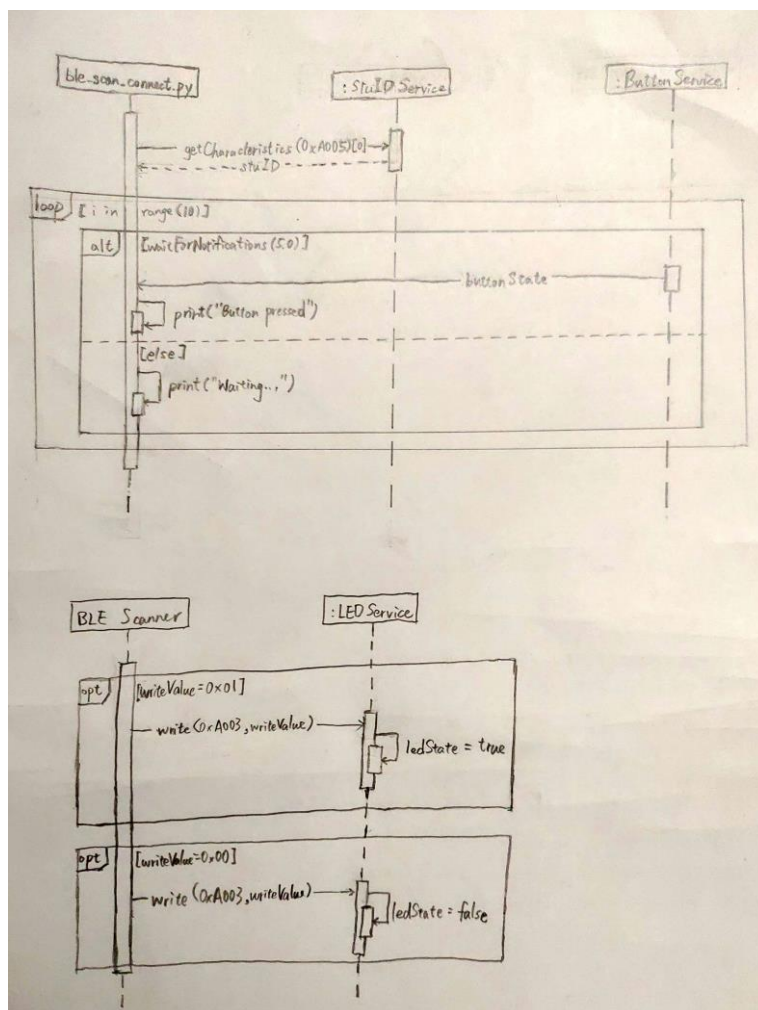 ble_scan_connect.py
: StuID Service
: Button Service
getCharacteristics (0xA005)[0]
stuID
loop
[ i in range(10) ]
alt
[waitForNotifications (5.0) ]
buttonState
print("Button pressed")
[else]
print("Waiting...")
BLE Scanner
: LED Service
opt
[writeValue=0x01]
write (0xA003, writeValue)
ledState = true
opt
[writeValue=0x00]
write (0xA003, writeValue)
ledState = false